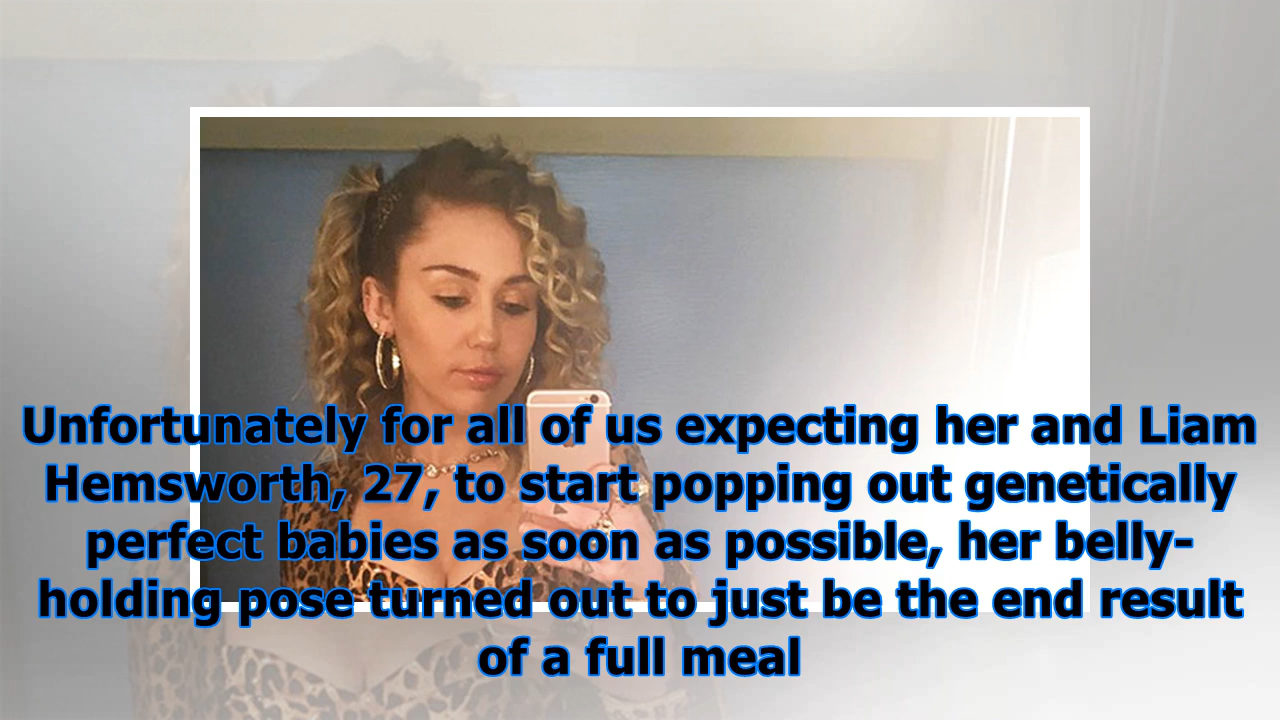 Unfortunately for all of us expecting her and Liam
Hemsworth, 27, to start popping out genetically
perfect babies as soon as possible, her belly-
holding pose turned out to just be the end result
of a full meal